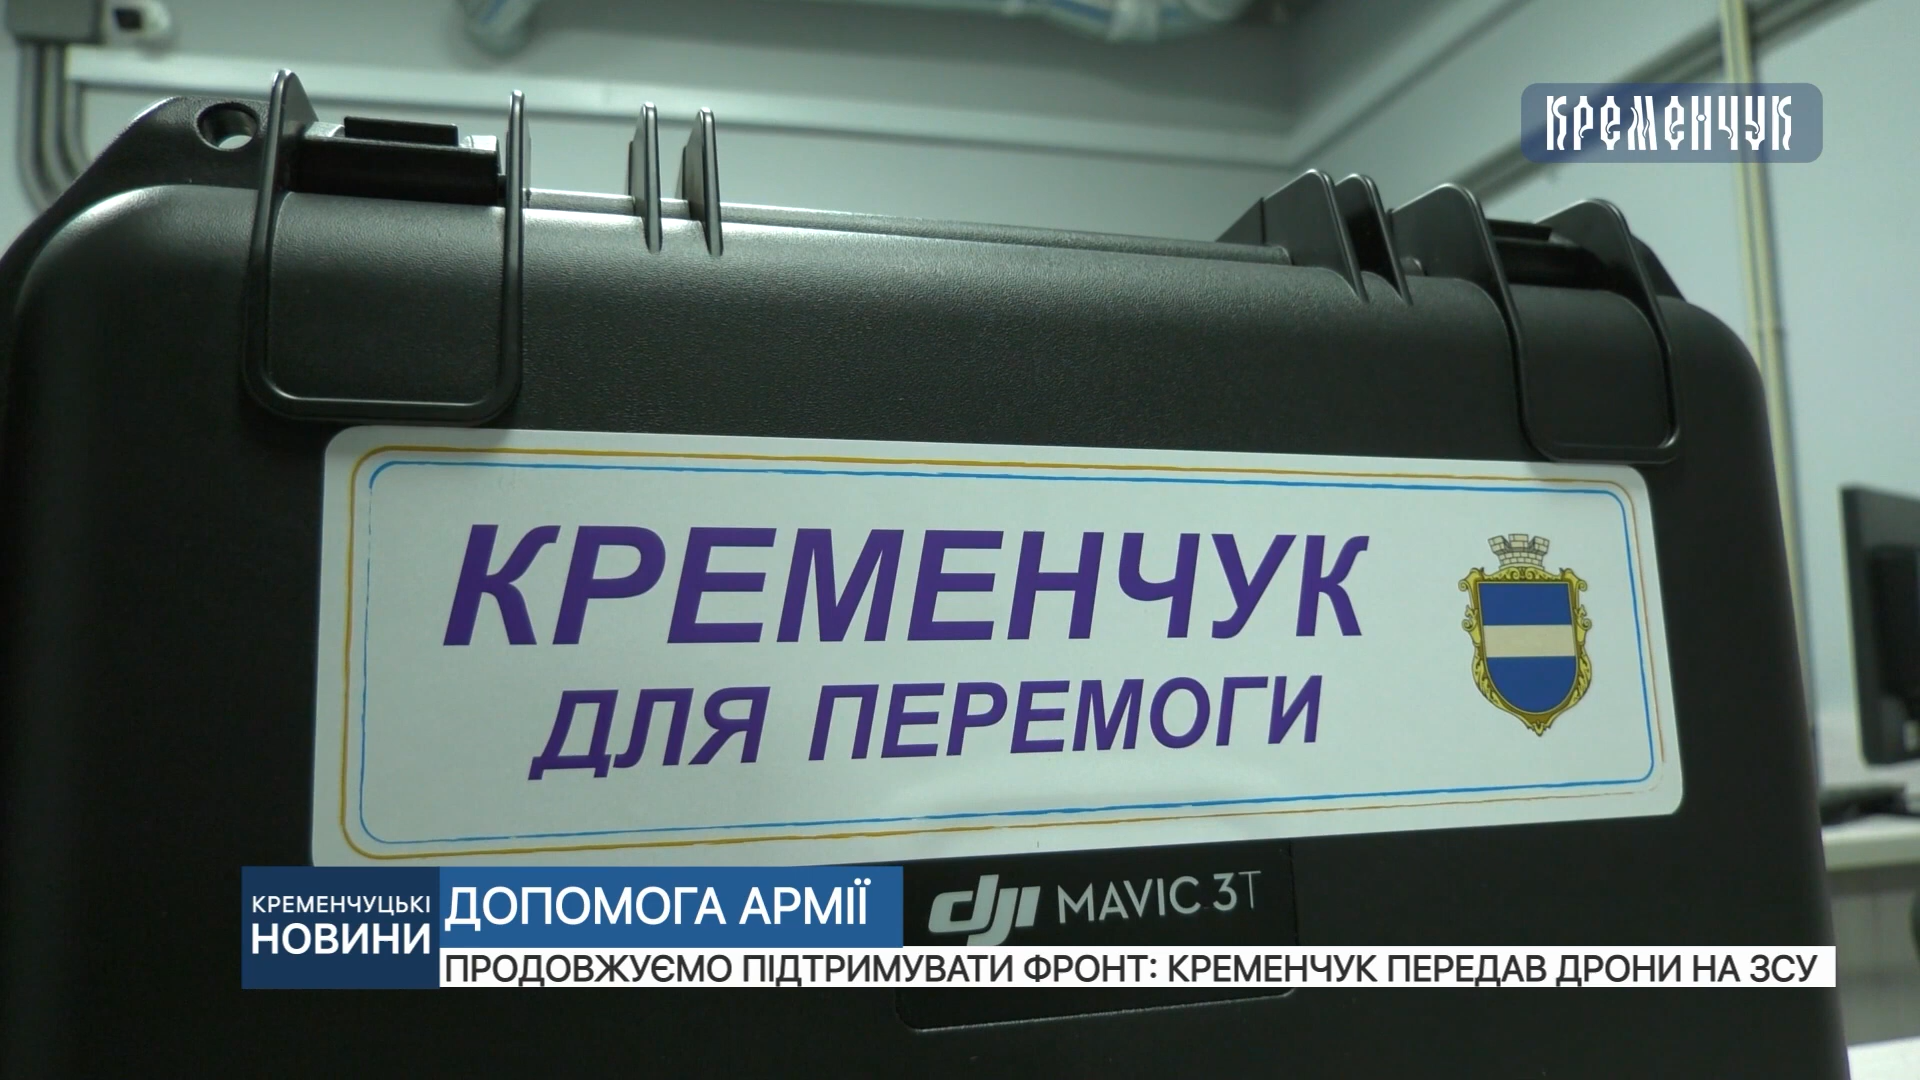 КРЕМЕНЧУК
КРЕМЕНЧУК
ДЛЯ ПЕРЕМОГИ
dji MAVIC 3T
КРЕМЕНЧУЦЬКІ
НОВИНИ
ДОПОМОГА АРМІЇ
ПРОДОВЖУЄМО ПІДТРИМУВАТИ ФРОНТ: КРЕМЕНЧУК ПЕРЕДАВ ДРОНИ НА ЗСУ